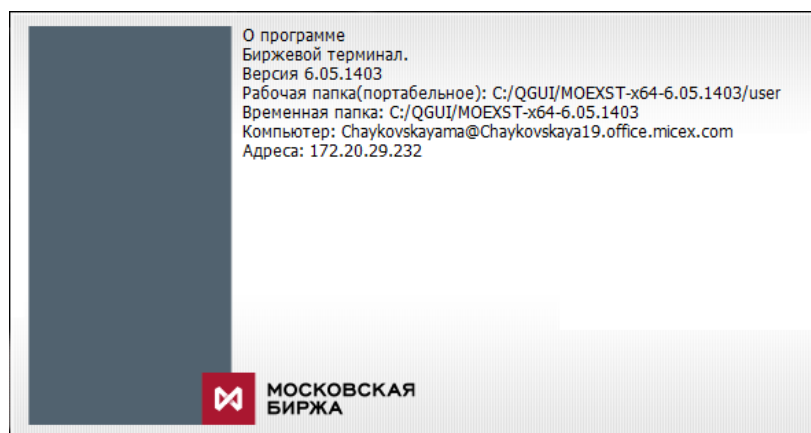 О программе
Биржевой терминал.
Версия 6.05.1403
Рабочая папка(портабельное): C:/QGUI/MOEXST-x64-6.05.1403/user
Временная папка: C:/QGUI/MOEXST-x64-6.05.1403
Компьютер: Chaykovskayama@Chaykovskaya19.office.micex.com
Адреса: 172.20.29.232
МОСКОВСКАЯ
БИРЖА